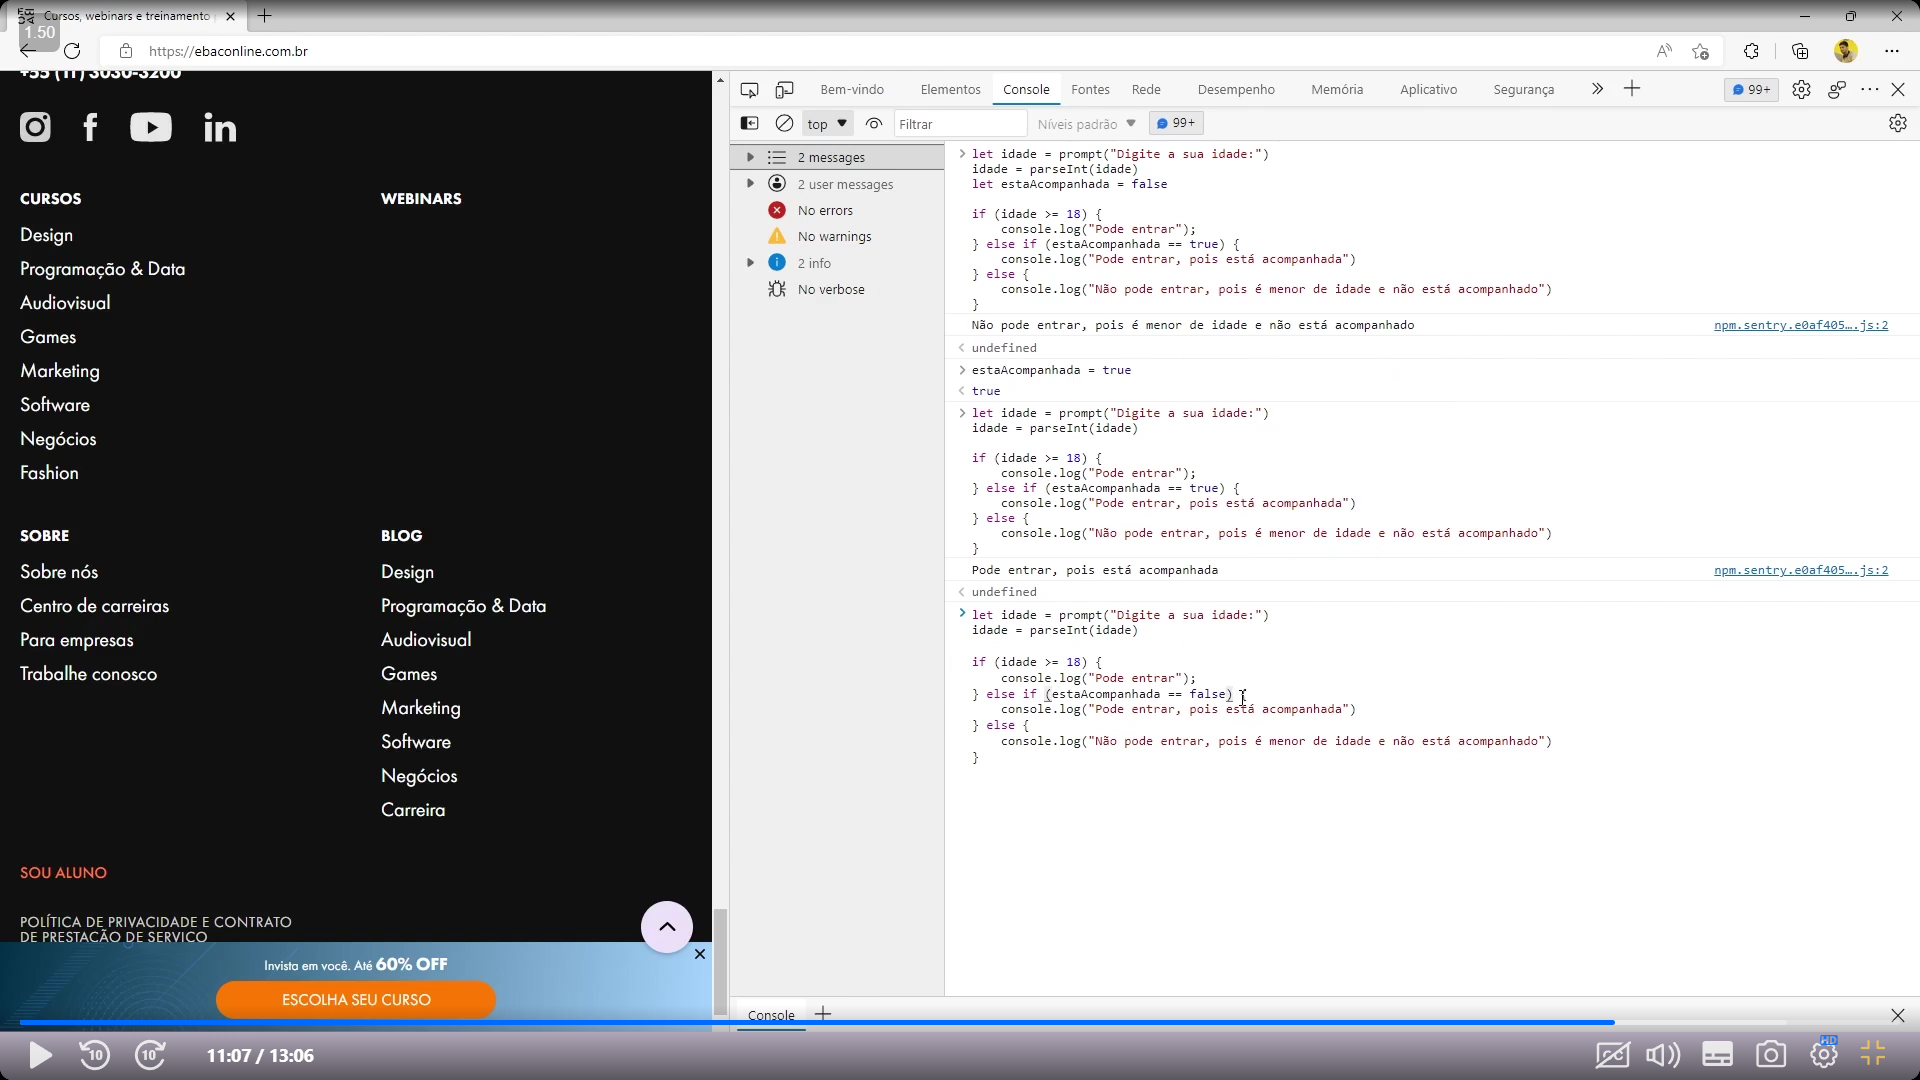 Cursos, webinars e treinamento
1.50
https://ebaconline.com.br
+55 (11) 3030-3200
CURSOS
Design
Programação & Data
Audiovisual
Games
Marketing
Software
Negócios
Fashion
WEBINARS
SOBRE
Sobre nós
Centro de carreiras
Para empresas
Trabalhe conosco
BLOG
Design
Programação & Data
Audiovisual
Games
Marketing
Software
Negócios
Carreira
SOU ALUNO
POLÍTICA DE PRIVACIDADE E CONTRATO
DE PRESTAÇÃO DE SERVIÇO
Invista em você. Até 60% OFF
ESCOLHA SEU CURSO
Bem-vindo Elementos Console Fontes Rede Desempenho Memória Aplicativo Segurança 99+
top Filtrar Níveis padrão 99+
2 messages
2 user messages
No errors
No warnings
2 info
No verbose
let idade = prompt("Digite a sua idade:")
idade = parseInt(idade)
let estaAcompanhada = false
if (idade >= 18) {
console.log("Pode entrar");
} else if (estaAcompanhada == true) {
console.log("Pode entrar, pois está acompanhada")
} else {
console.log("Não pode entrar, pois é menor de idade e não está acompanhado")
}
Não pode entrar, pois é menor de idade e não está acompanhado npm.sentry.e0af405….js:2
undefined
estaAcompanhada = true
true
let idade = prompt("Digite a sua idade:")
idade = parseInt(idade)
if (idade >= 18) {
console.log("Pode entrar");
} else if (estaAcompanhada == true) {
console.log("Pode entrar, pois está acompanhada")
} else {
console.log("Não pode entrar, pois é menor de idade e não está acompanhado")
}
Pode entrar, pois está acompanhada npm.sentry.e0af405….js:2
undefined
let idade = prompt("Digite a sua idade:")
idade = parseInt(idade)
if (idade >= 18) {
console.log("Pode entrar");
} else if (estaAcompanhada == false) {
console.log("Pode entrar, pois está acompanhada")
} else {
console.log("Não pode entrar, pois é menor de idade e não está acompanhado")
}
Console
11:07 / 13:06
HD